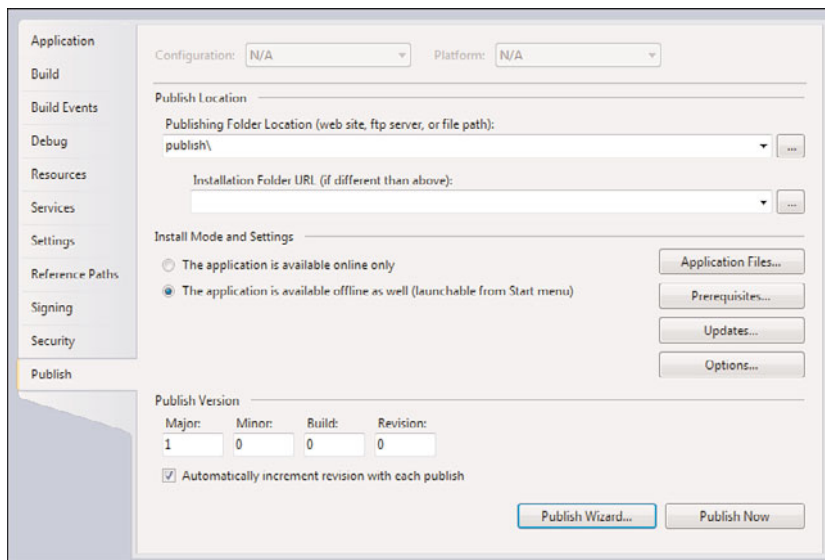 Application
Build
Build Events
Debug
Resources
Services
Settings
Reference Paths
Signing
Security
Publish
Configuration: N/A Platform: N/A
Publish Location
Publishing Folder Location (web site, ftp server, or file path):
publish\
...
Installation Folder URL (if different than above):
...
Install Mode and Settings
The application is available online only
The application is available offline as well (launchable from Start menu)
Application Files...
Prerequisites...
Updates...
Options...
Publish Version
Major: Minor: Build: Revision:
1 0 0 0
Automatically increment revision with each publish
Publish Wizard... Publish Now